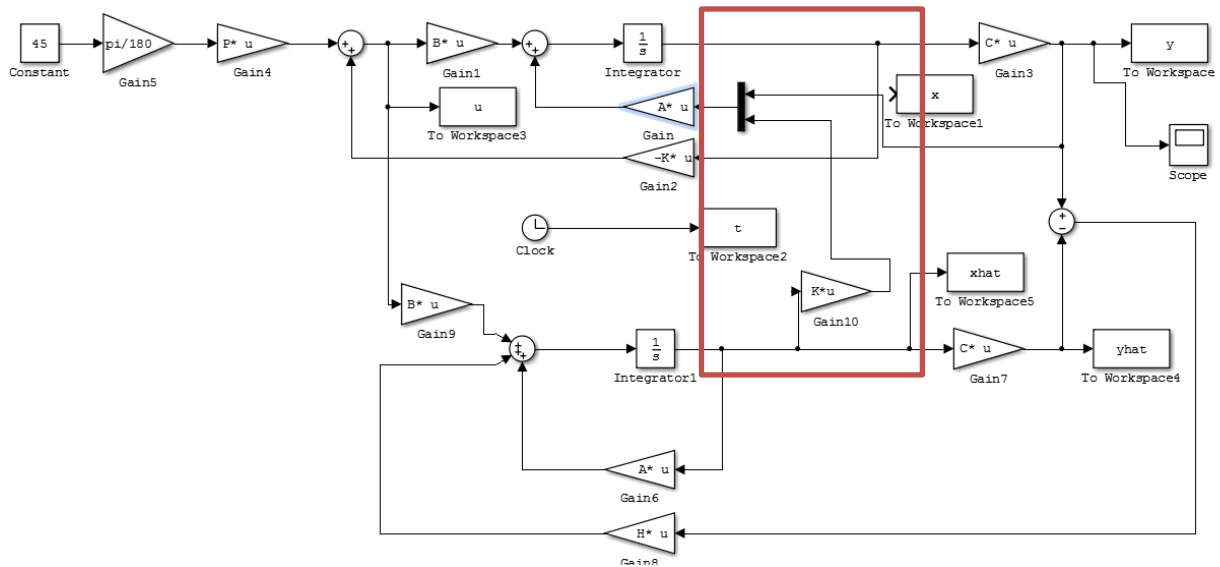 45
Constant
pi/180
Gain5
P* u
Gain4
++
B* u
Gain1
++
1
s
Integrator
C* u
Gain3
y
To Workspace
u
To Workspace3
A* u
Gain
x
To Workspace1
-K* u
Gain2
Scope
Clock
t
To Workspace2
+
−
K*u
Gain10
xhat
To Workspace5
B* u
Gain9
+
++
1
s
Integrator1
C* u
Gain7
yhat
To Workspace4
A* u
Gain6
H* u
Gain8